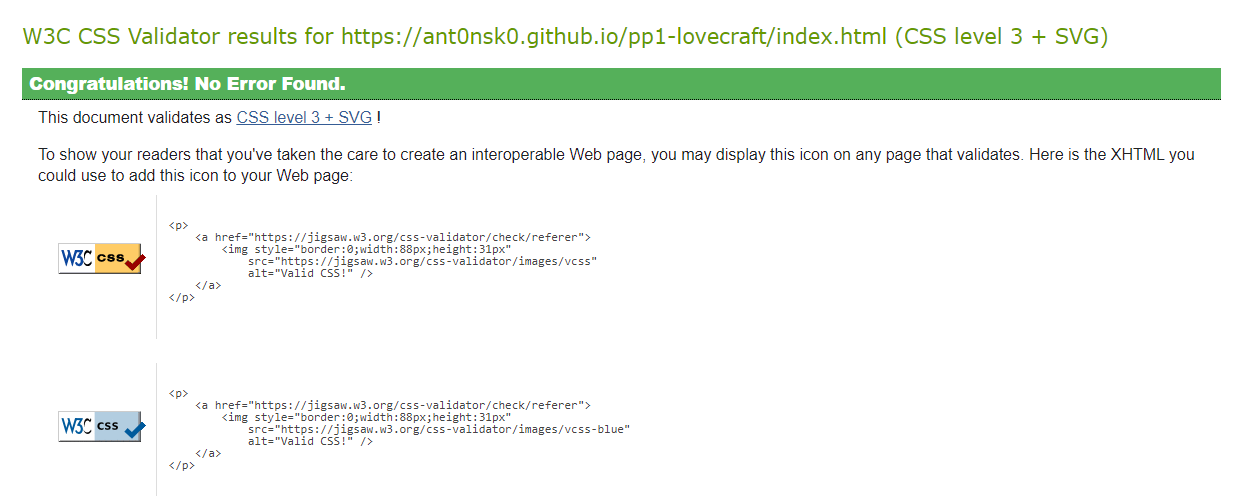 W3C CSS Validator results for https://ant0nsk0.github.io/pp1-lovecraft/index.html (CSS level 3 + SVG)
Congratulations! No Error Found.
This document validates as CSS level 3 + SVG !
To show your readers that you've taken the care to create an interoperable Web page, you may display this icon on any page that validates. Here is the XHTML you
could use to add this icon to your Web page:
W3C css
<p>
<a href="https://jigsaw.w3.org/css-validator/check/referer">
<img style="border:0;width:88px;height:31px"
src="https://jigsaw.w3.org/css-validator/images/vcss"
alt="Valid CSS!" />
</a>
</p>
W3C css
<p>
<a href="https://jigsaw.w3.org/css-validator/check/referer">
<img style="border:0;width:88px;height:31px"
src="https://jigsaw.w3.org/css-validator/images/vcss-blue"
alt="Valid CSS!" />
</a>
</p>